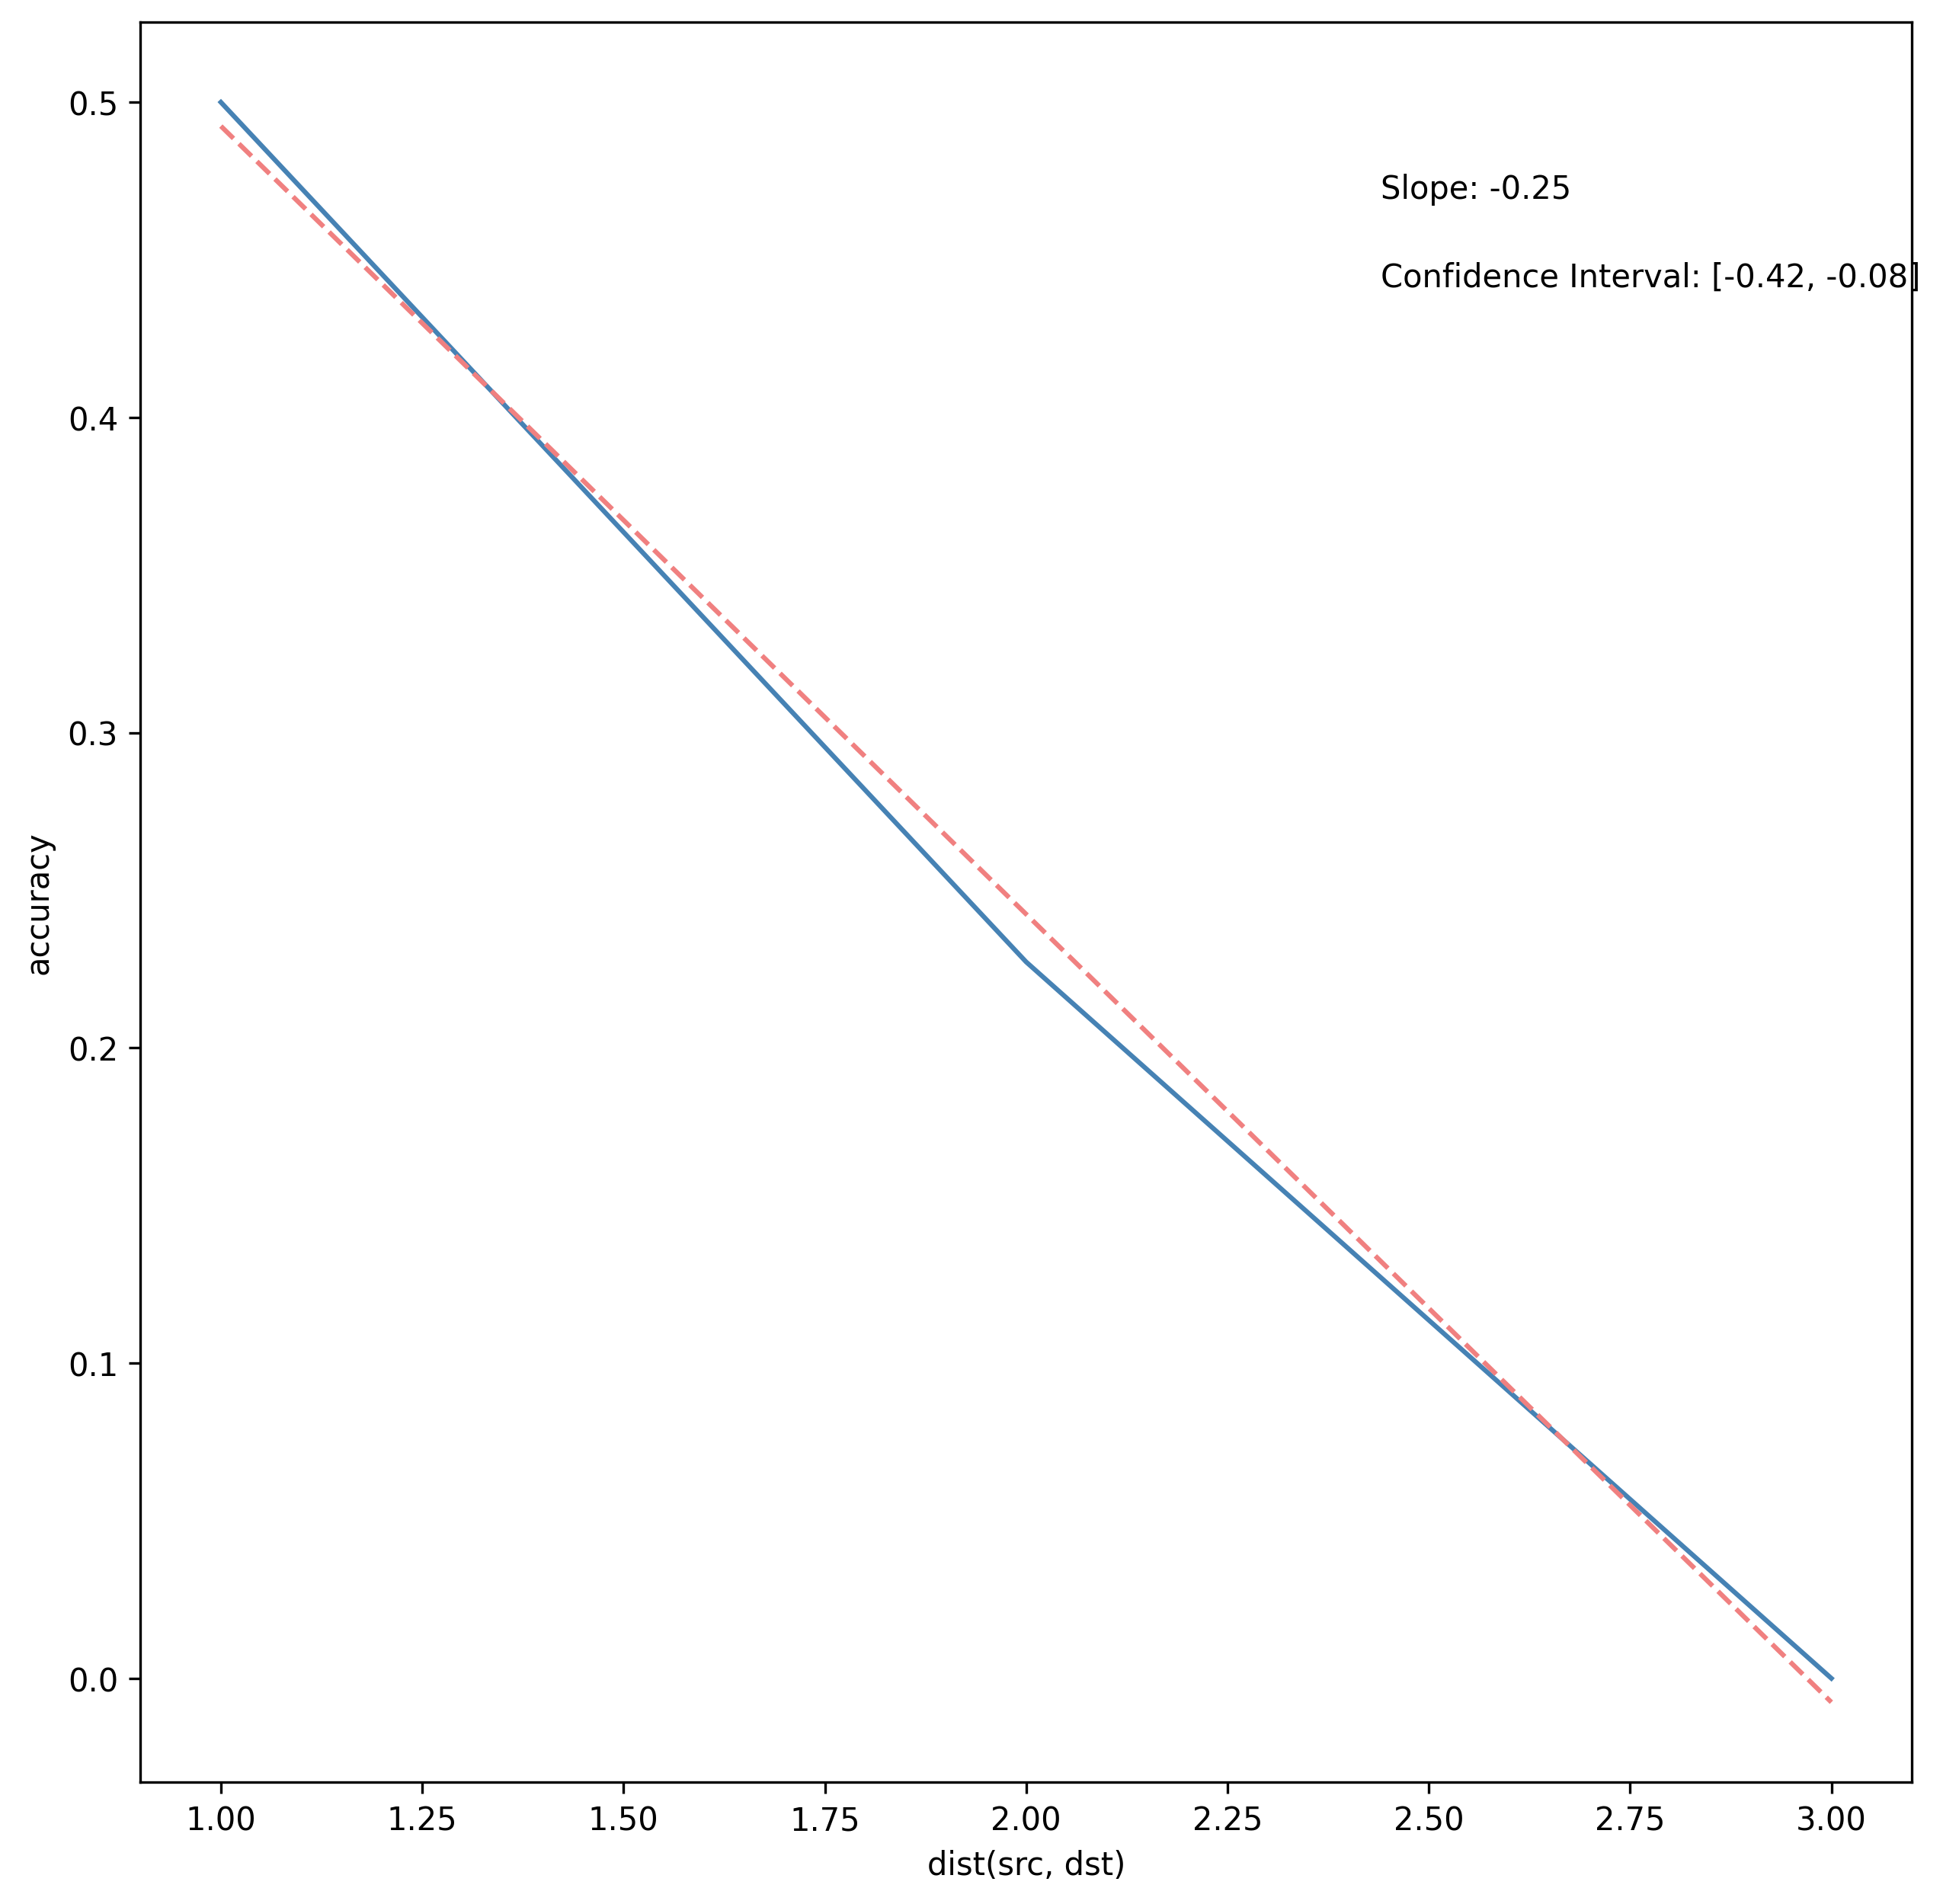 Slope: -0.25
Confidence Interval: [-0.42, -0.08]
accuracy
0.5
0.4
0.3
0.2
0.1
0.0
1.00 1.25 1.50 1.75 2.00 2.25 2.50 2.75 3.00
dist(src, dst)